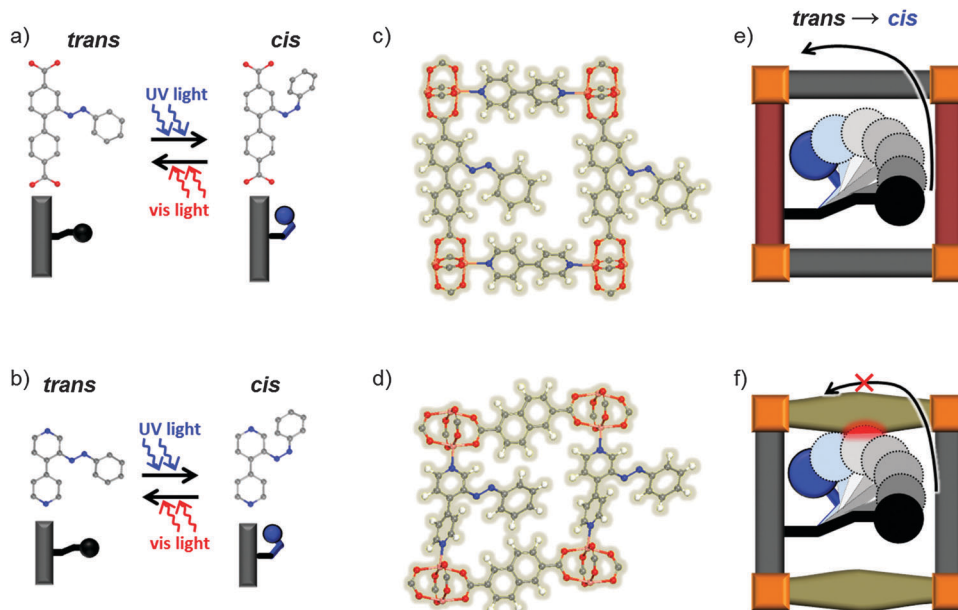 a)
trans
cis
UV light
vis light
b)
trans
cis
UV light
vis light
c)
d)
trans → cis
e)
f)